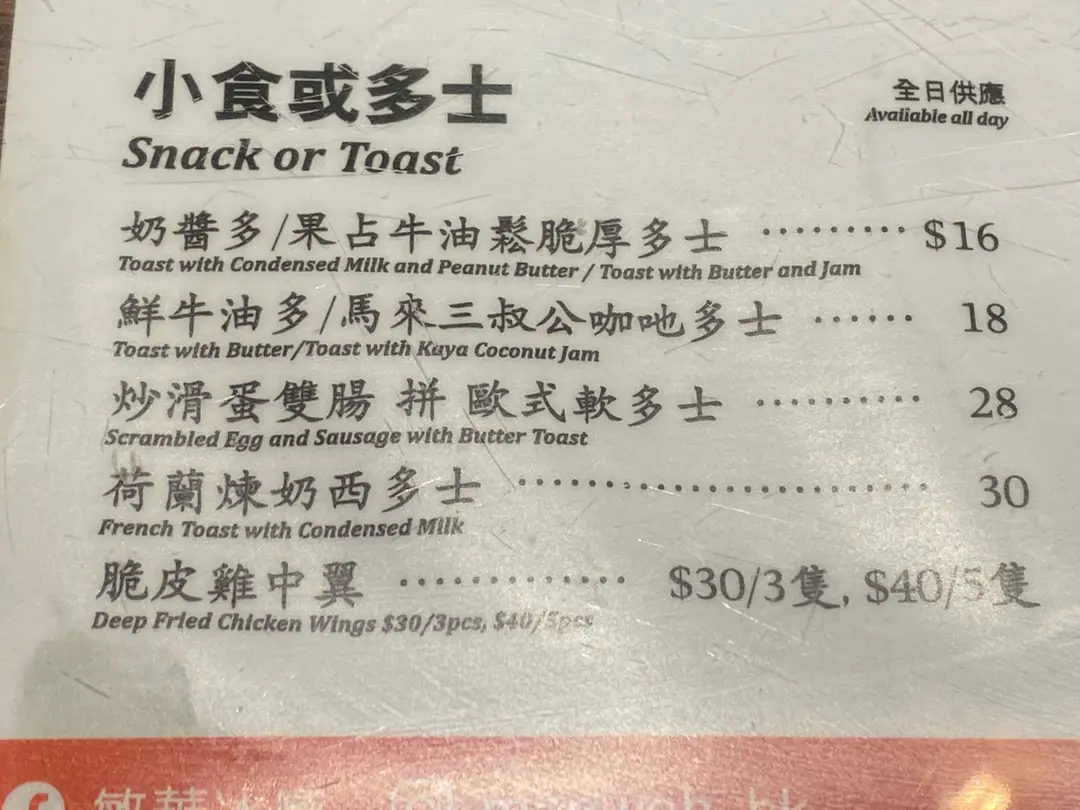 小食或多士
全日供應
Available all day
Snack or Toast
奶醬多/果占牛油鬆脆厚多士 ········· $16
Toast with Condensed Milk and Peanut Butter / Toast with Butter and Jam
鮮牛油多/馬來三叔公咖吔多士 ······ 18
Toast with Butter/Toast with Kaya Coconut Jam
炒滑蛋雙腸 拼 歐式軟多士 ·········· 28
Scrambled Egg and Sausage with Butter Toast
荷蘭煉奶西多士 ························ 30
French Toast with Condensed Milk
脆皮雞中翼 ············· $30/3隻, $40/5隻
Deep Fried Chicken Wings $30/3pcs, $40/5pcs